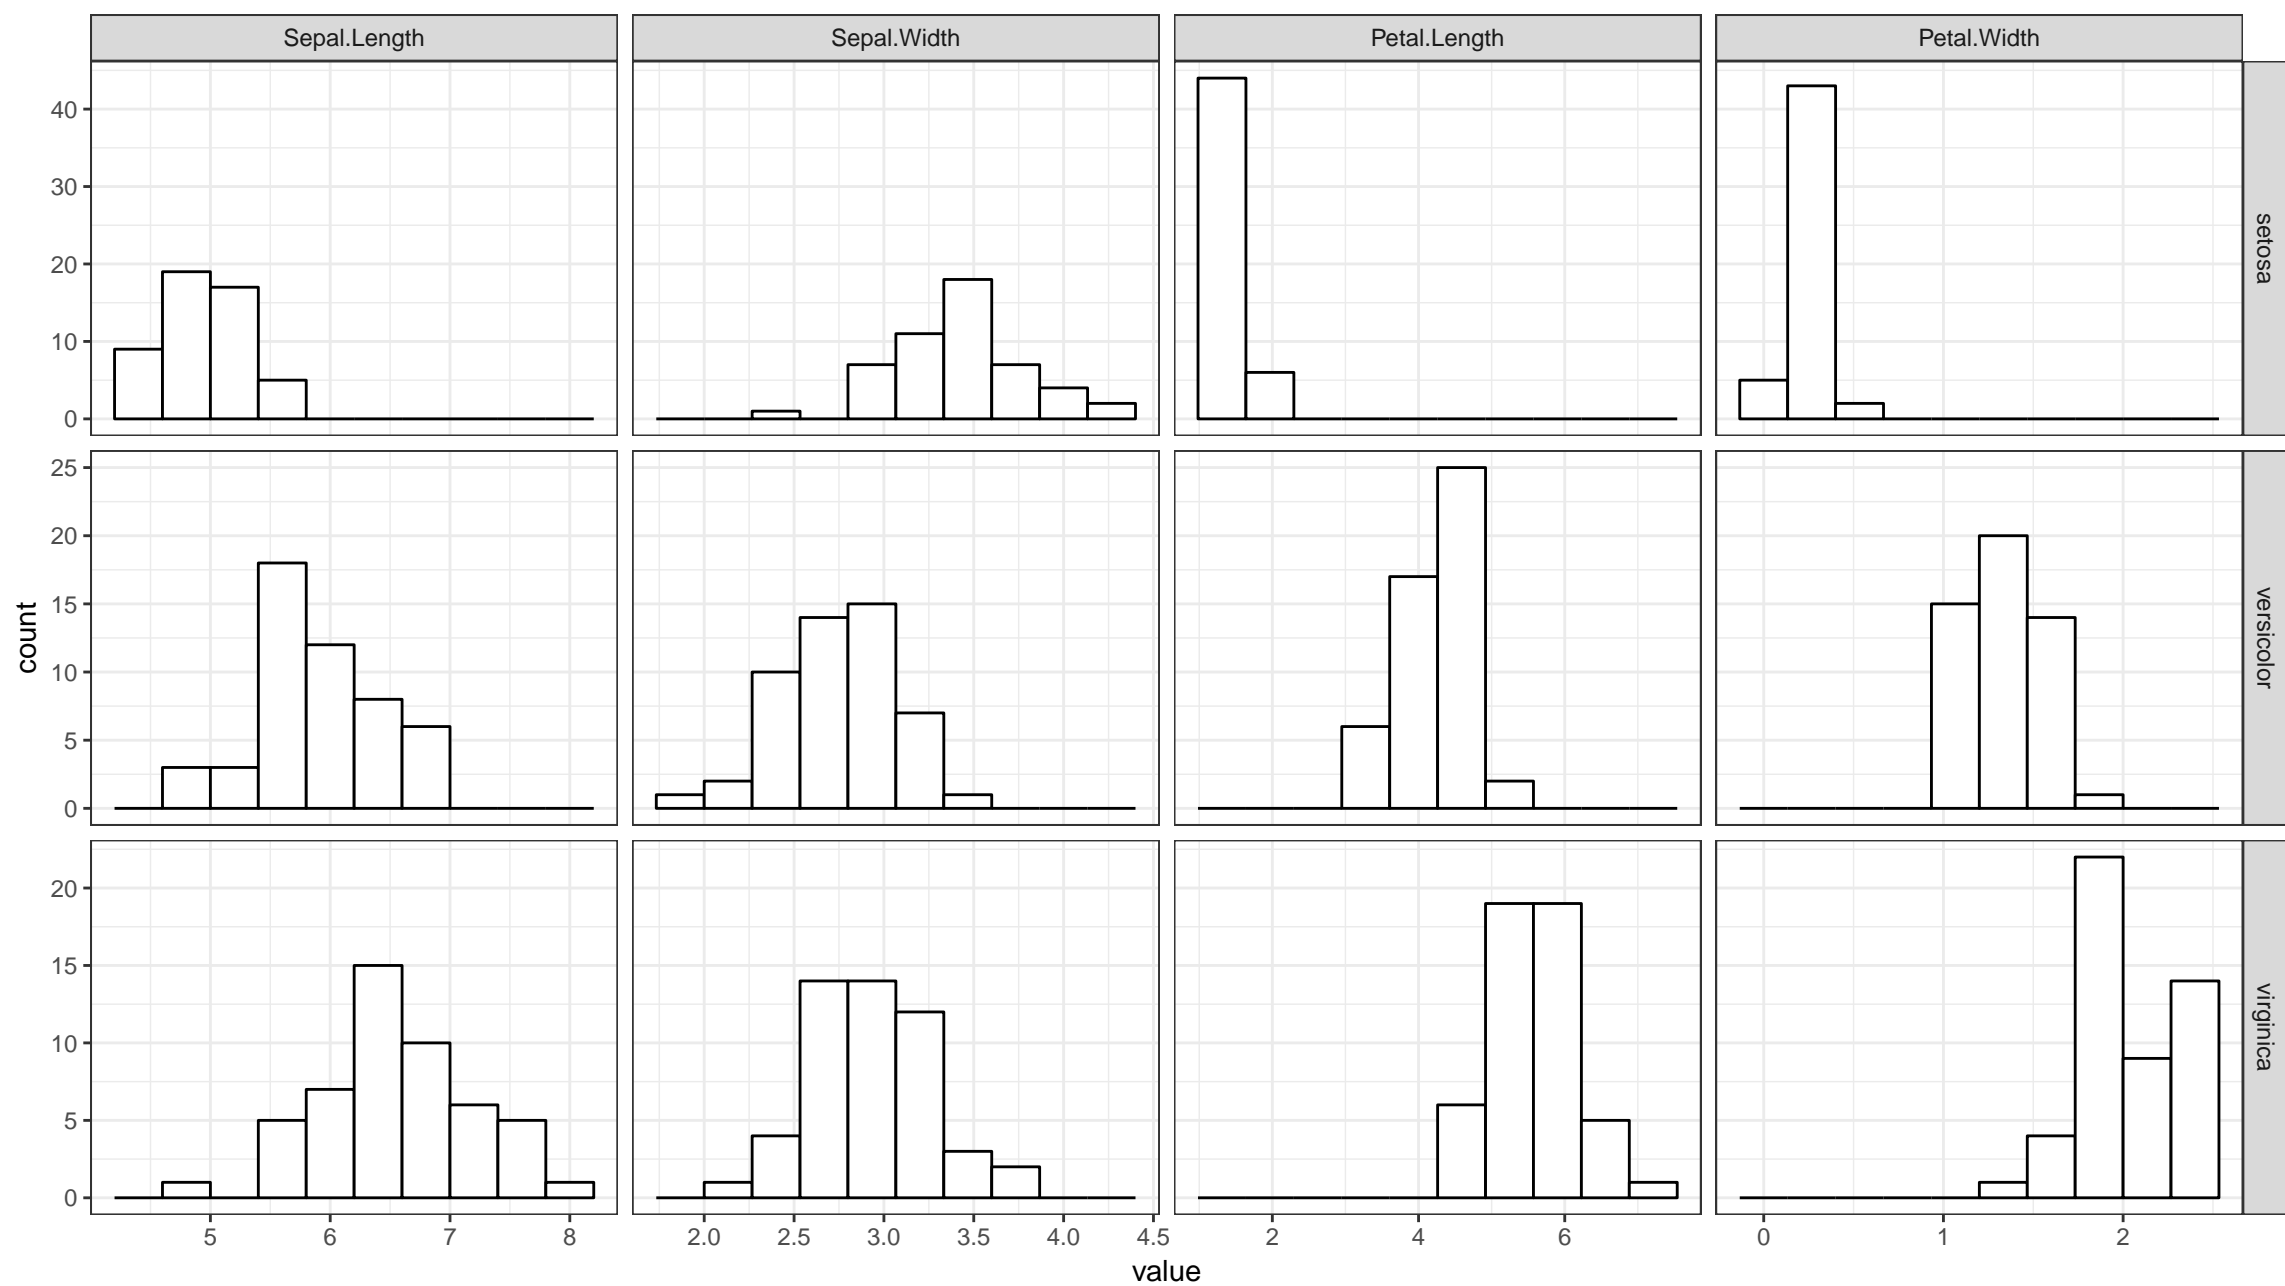 Sepal.Length Sepal.Width Petal.Length Petal.Width
40
30
20
10
0
setosa
25
20
15
10
5
0
versicolor
20
15
10
5
0
virginica
count
5 6 7 8 2.0 2.5 3.0 3.5 4.0 4.5 2 4 6 0 1 2
value